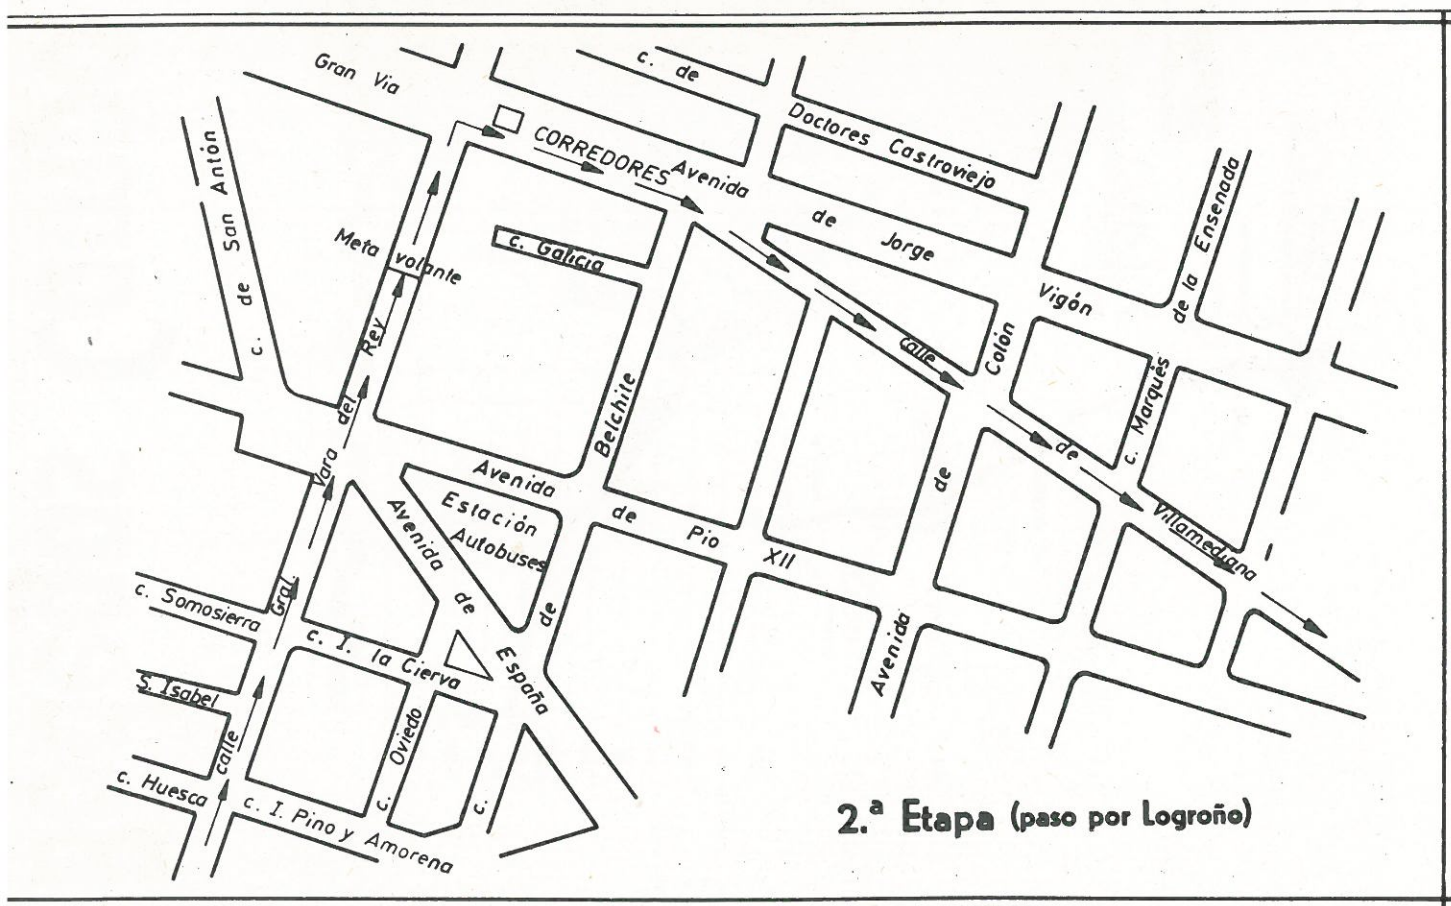 Gran Via
c. de
Doctores Castroviejo
CORREDORES
Avenida
de
Jorge
Vigón
c. de San Antón
Meta volante
c. Galicia
calle
de
Villamediana
c. Marqués
de la Ensenada
Avenida
de
Colón
calle
Gral.
Vara del
Rey
c.
de
Belchite
Avenida
de
Pio
XII
Estación
Autobuses
Avenida
de
España
c. Somosierra
c. I. la Cierva
S. Isabel
c. Oviedo
c. Huesca
c. I. Pino y Amorena
2.ª Etapa (paso por Logroño)